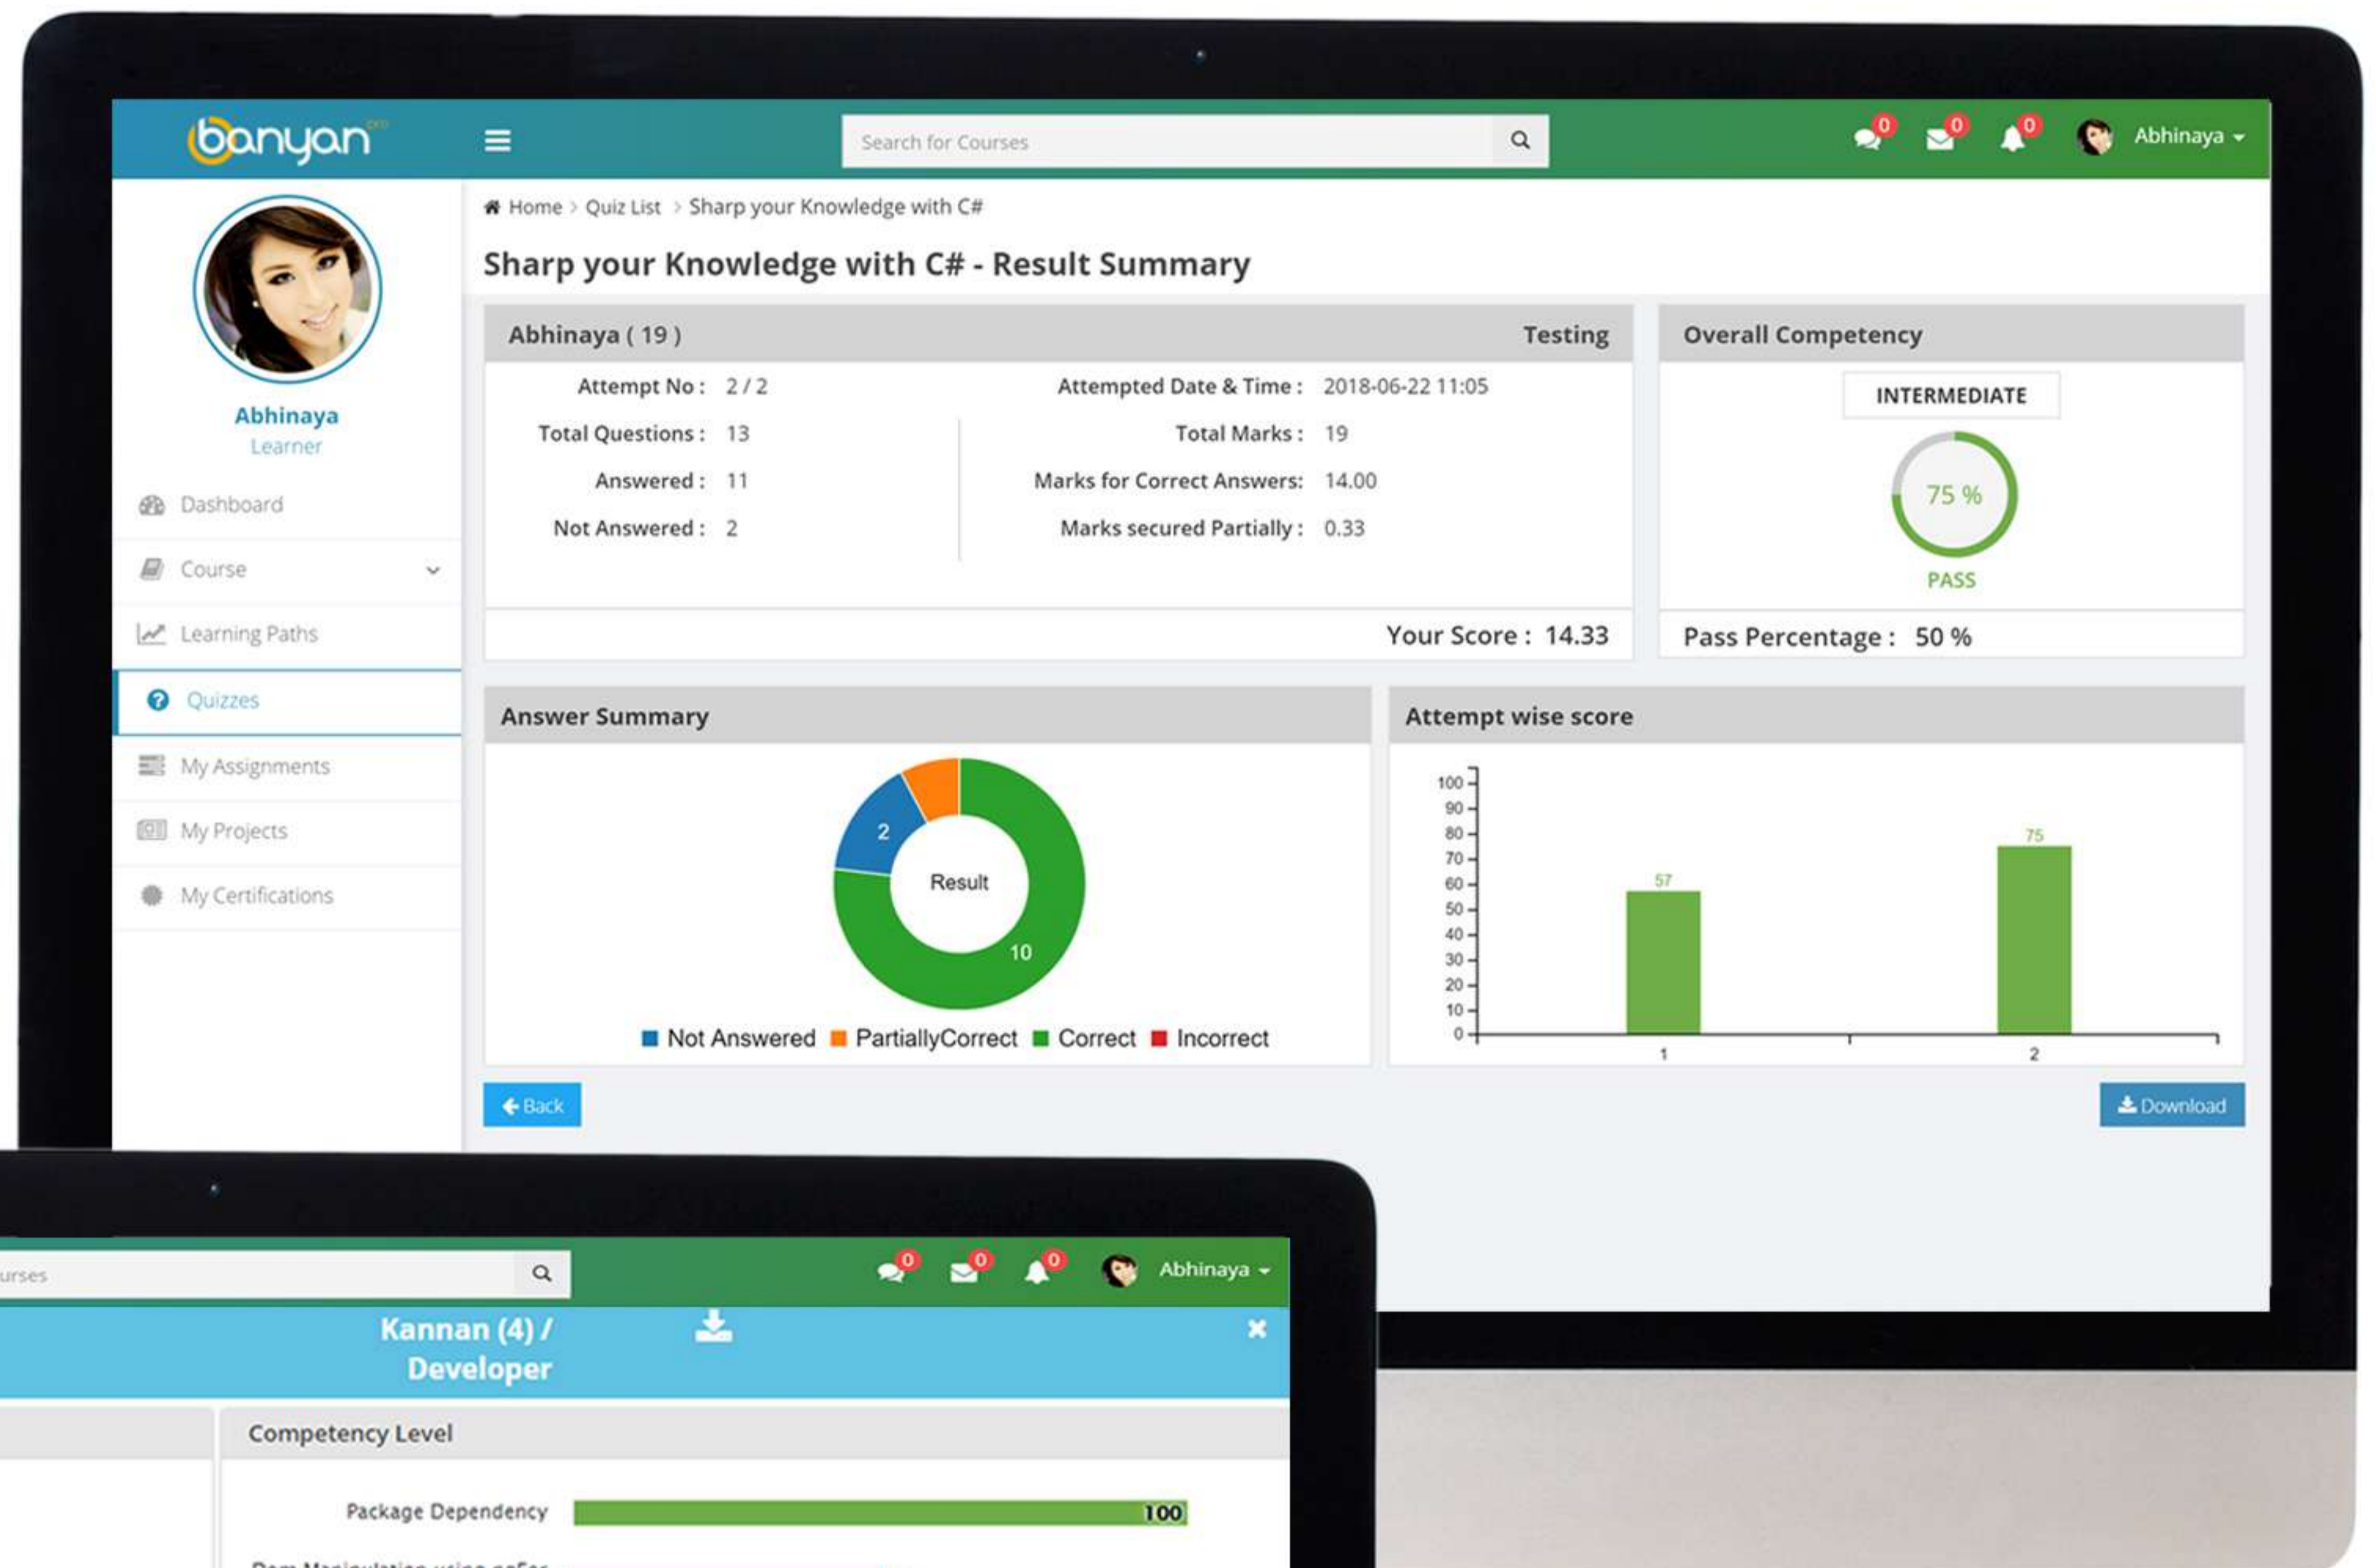 banyan pro
Search for Courses
0 0 0 Abhinaya
Abhinaya
Learner
Dashboard
Course
Learning Paths
Quizzes
My Assignments
My Projects
My Certifications
Home > Quiz List > Sharp your Knowledge with C#
Sharp your Knowledge with C# - Result Summary
Abhinaya ( 19 ) Testing
Attempt No : 2 / 2
Total Questions : 13
Answered : 11
Not Answered : 2
Attempted Date & Time : 2018-06-22 11:05
Total Marks : 19
Marks for Correct Answers: 14.00
Marks secured Partially : 0.33
Your Score : 14.33
Overall Competency
INTERMEDIATE
75 %
PASS
Pass Percentage : 50 %
Answer Summary
2
Result
10
Not Answered PartiallyCorrect Correct Incorrect
Attempt wise score
100
90
80
70
60
50
40
30
20
10
0
57
75
1 2
Back
Download
urses
0 0 0 Abhinaya
Kannan (4) /
Developer
Competency Level
Package Dependency 100